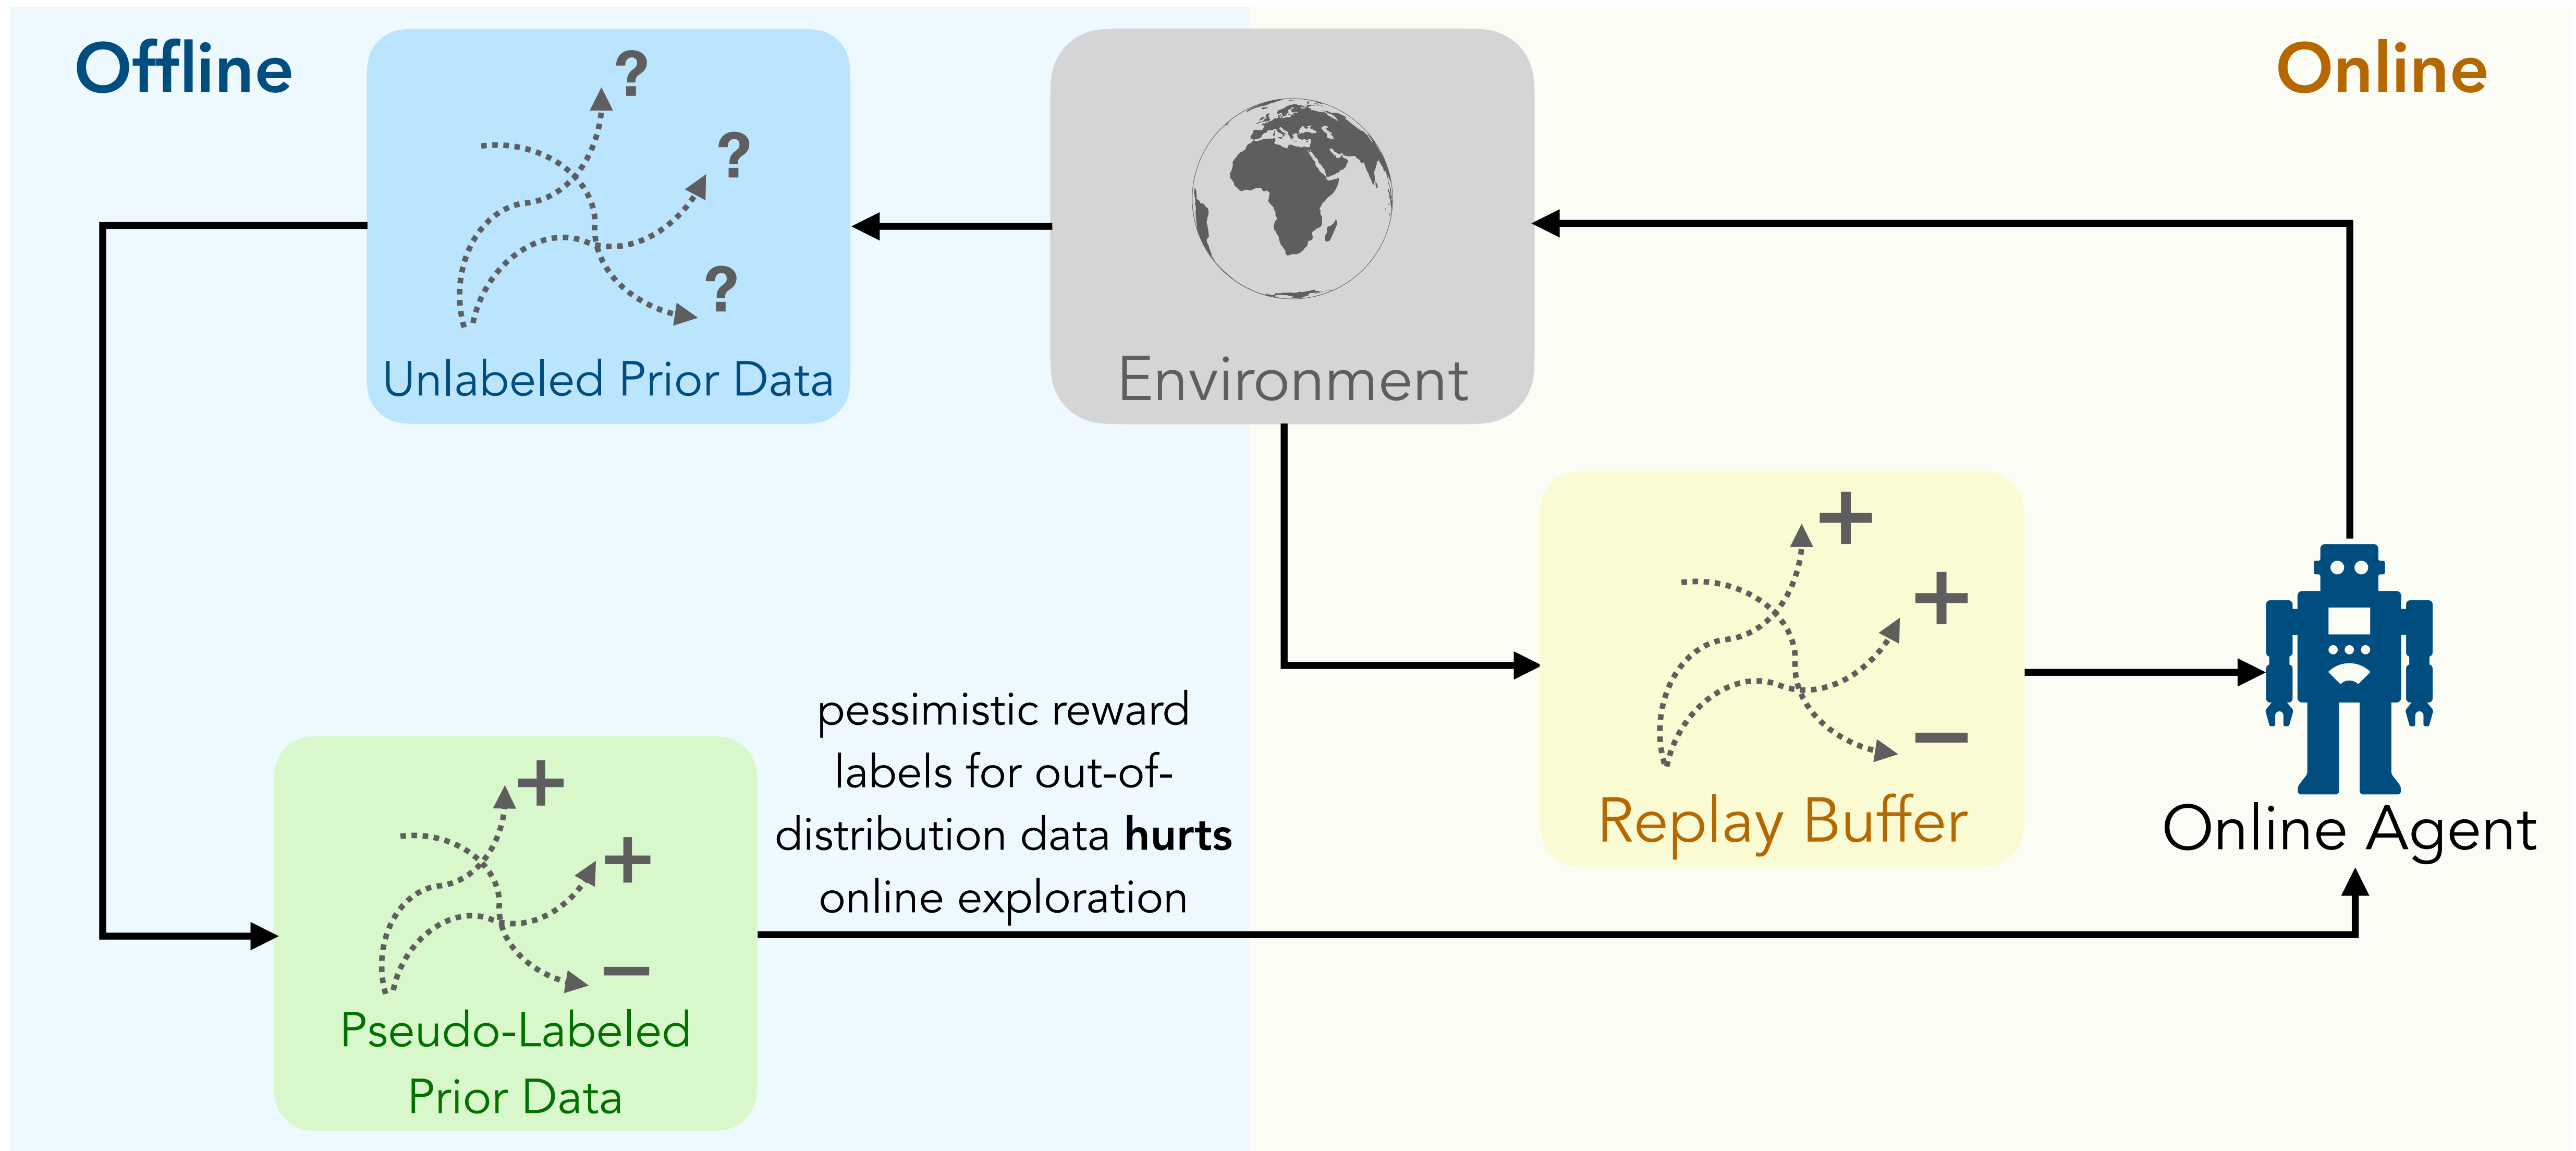 Offline
Online
?
?
?
Unlabeled Prior Data
Environment
+
+
−
Replay Buffer
Online Agent
pessimistic reward
labels for out-of-
distribution data hurts
online exploration
+
+
−
Pseudo-Labeled
Prior Data